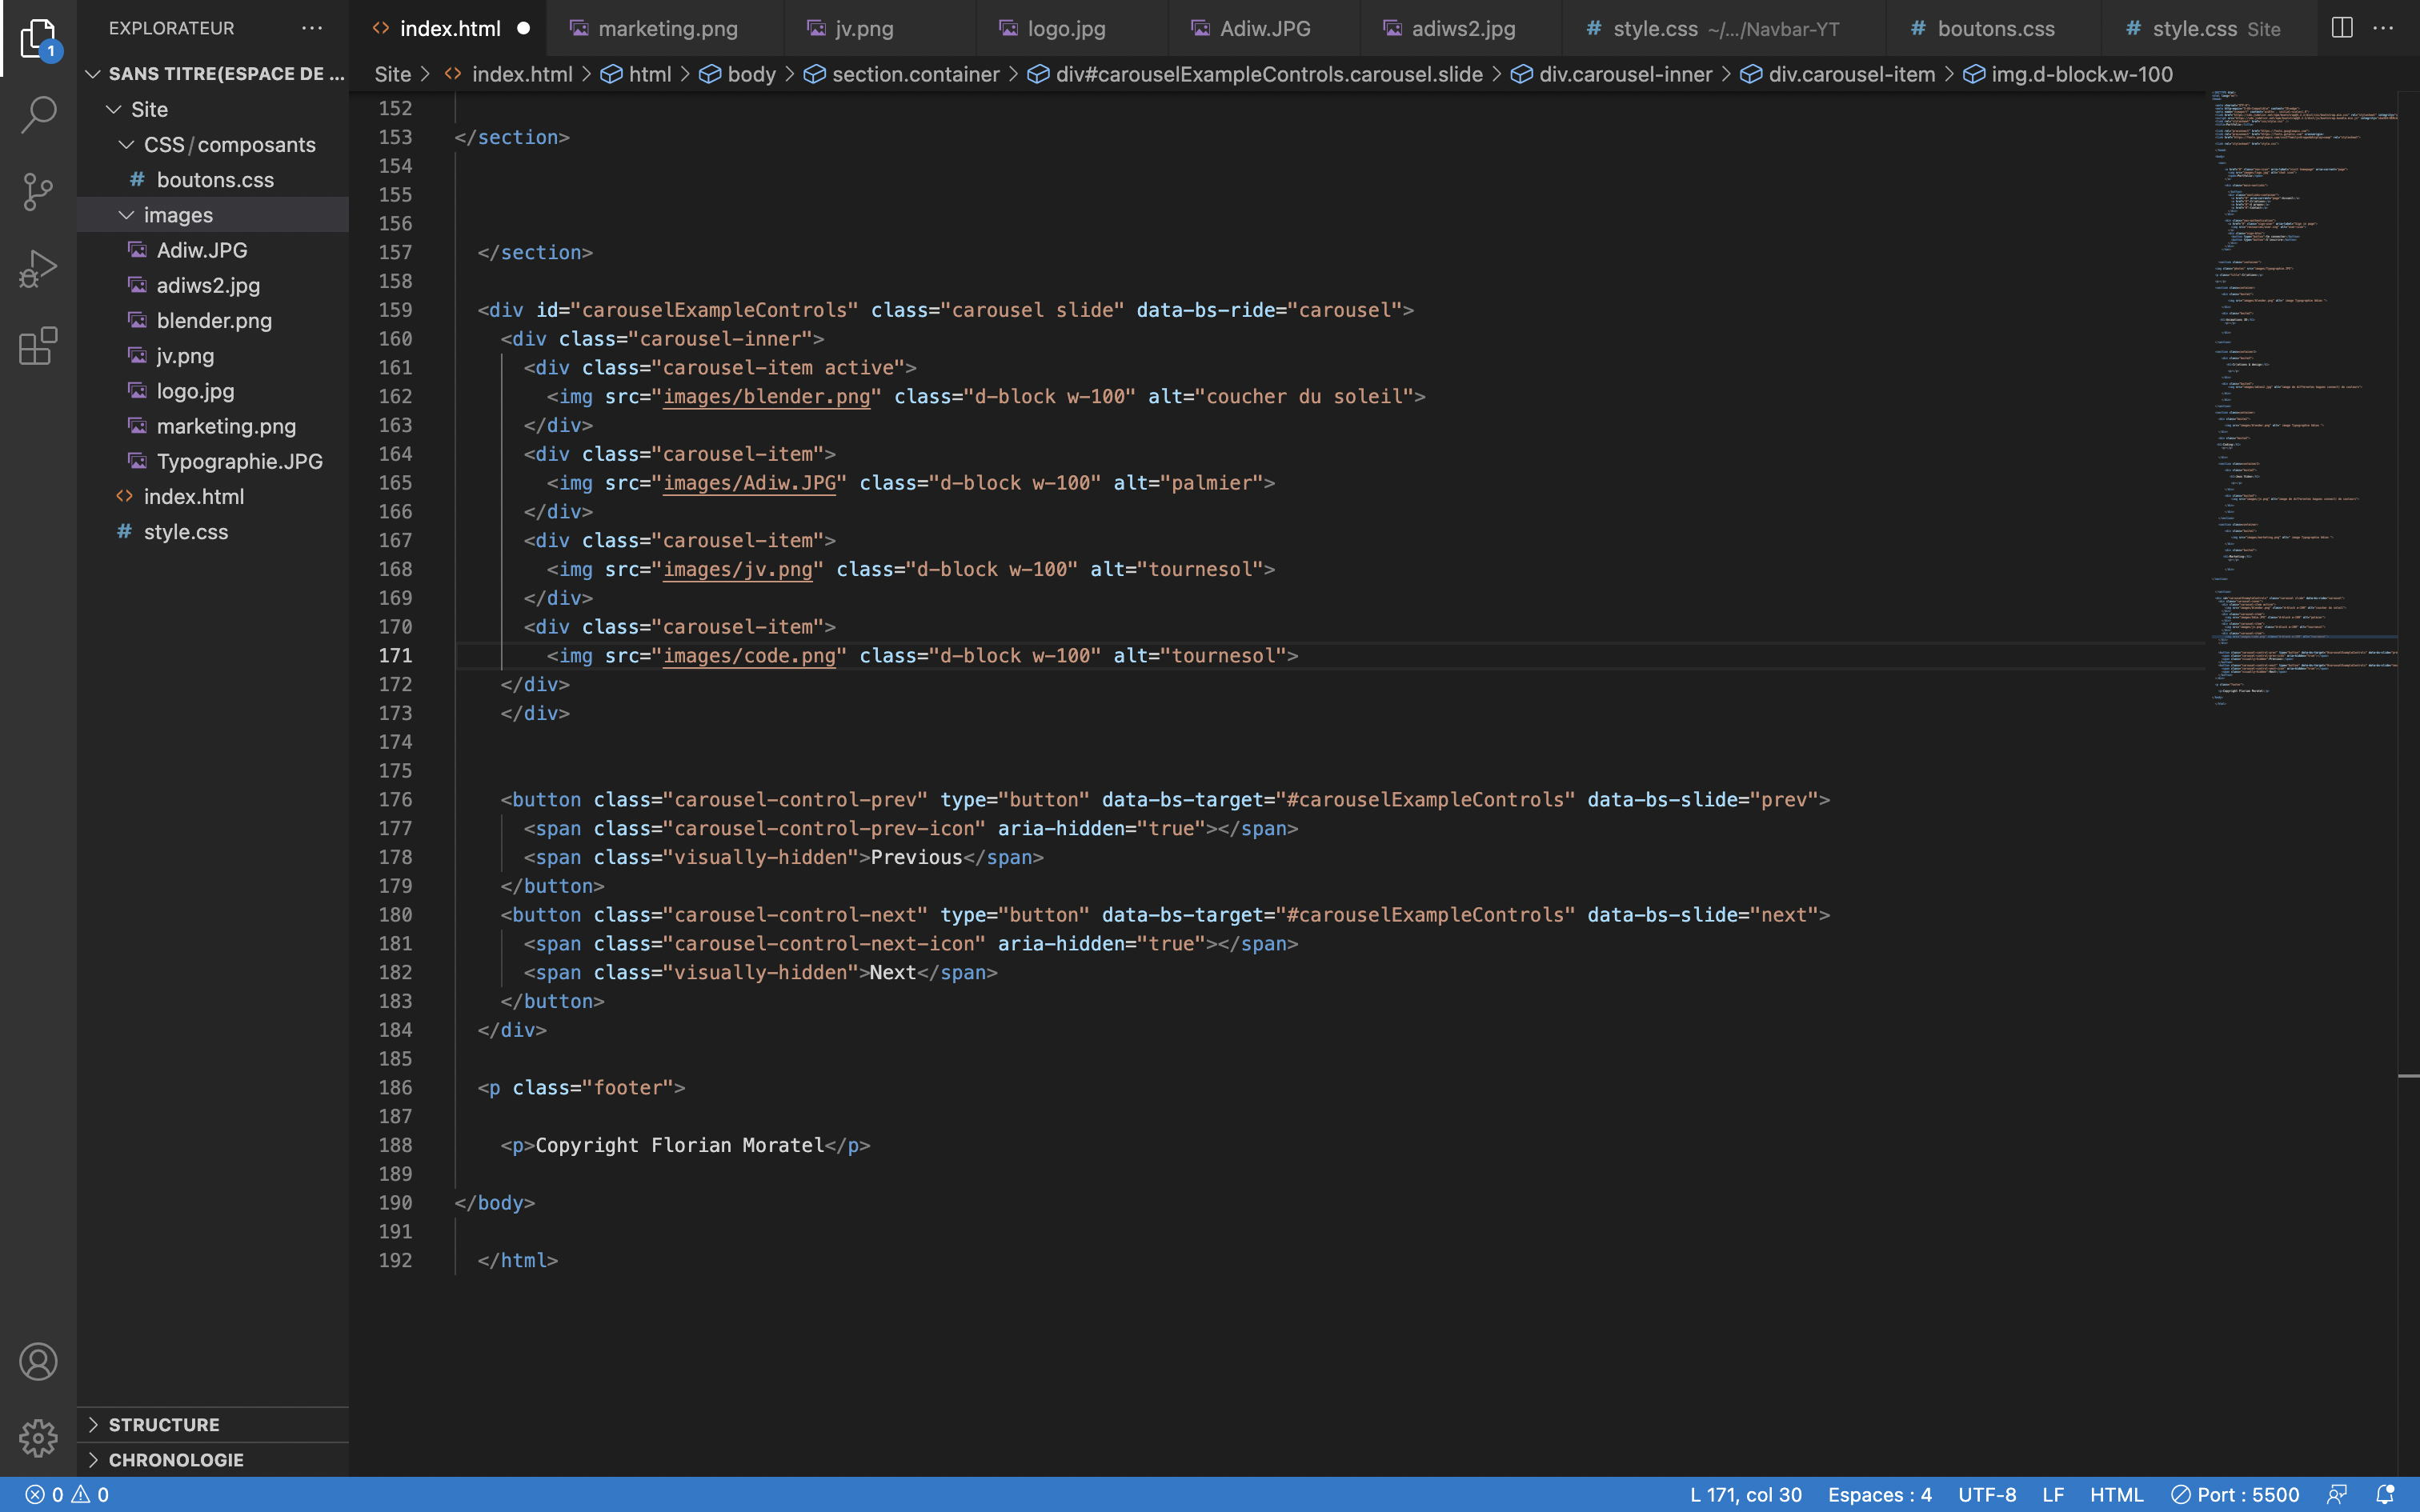 EXPLORATEUR
index.html
marketing.png
jv.png
logo.jpg
Adiw.JPG
adiws2.jpg
# style.css ~/.../Navbar-YT
# boutons.css
# style.css Site
1
SANS TITRE(ESPACE DE ...
Site
CSS/composants
# boutons.css
images
Adiw.JPG
adiws2.jpg
blender.png
jv.png
logo.jpg
marketing.png
Typographie.JPG
index.html
# style.css
STRUCTURE
CHRONOLOGIE
Site > index.html > html > body > section.container > div#carouselExampleControls.carousel.slide > div.carousel-inner > div.carousel-item > img.d-block.w-100
152
153 </section>
154
155
156
157 </section>
158
159 <div id="carouselExampleControls" class="carousel slide" data-bs-ride="carousel">
160 <div class="carousel-inner">
161 <div class="carousel-item active">
162 <img src="images/blender.png" class="d-block w-100" alt="coucher du soleil">
163 </div>
164 <div class="carousel-item">
165 <img src="images/Adiw.JPG" class="d-block w-100" alt="palmier">
166 </div>
167 <div class="carousel-item">
168 <img src="images/jv.png" class="d-block w-100" alt="tournesol">
169 </div>
170 <div class="carousel-item">
171 <img src="images/code.png" class="d-block w-100" alt="tournesol">
172 </div>
173 </div>
174
175
176 <button class="carousel-control-prev" type="button" data-bs-target="#carouselExampleControls" data-bs-slide="prev">
177 <span class="carousel-control-prev-icon" aria-hidden="true"></span>
178 <span class="visually-hidden">Previous</span>
179 </button>
180 <button class="carousel-control-next" type="button" data-bs-target="#carouselExampleControls" data-bs-slide="next">
181 <span class="carousel-control-next-icon" aria-hidden="true"></span>
182 <span class="visually-hidden">Next</span>
183 </button>
184 </div>
185
186 <p class="footer">
187
188 <p>Copyright Florian Moratel</p>
189
190 </body>
191
192 </html>
0 0
L 171, col 30 Espaces : 4 UTF-8 LF HTML Port : 5500